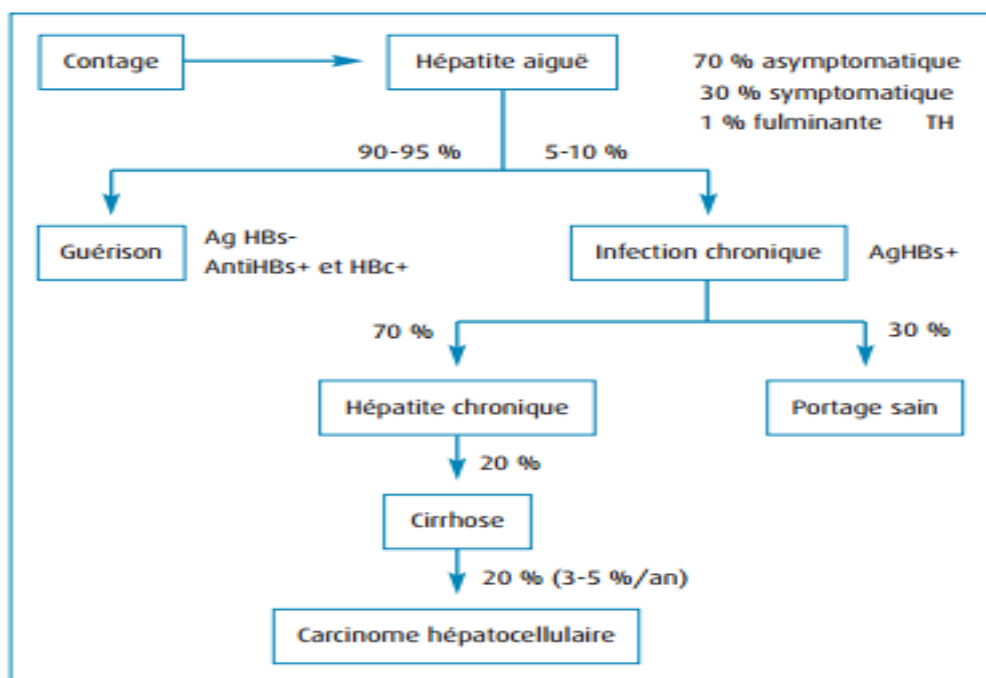 Contage
Hépatite aiguë
70 % asymptomatique
30 % symptomatique
1 % fulminante TH
90-95 %
5-10 %
Guérison
Ag HBs-
AntiHBs+ et HBc+
Infection chronique
AgHBs+
70 %
30 %
Hépatite chronique
Portage sain
20 %
Cirrhose
20 % (3-5 %/an)
Carcinome hépatocellulaire